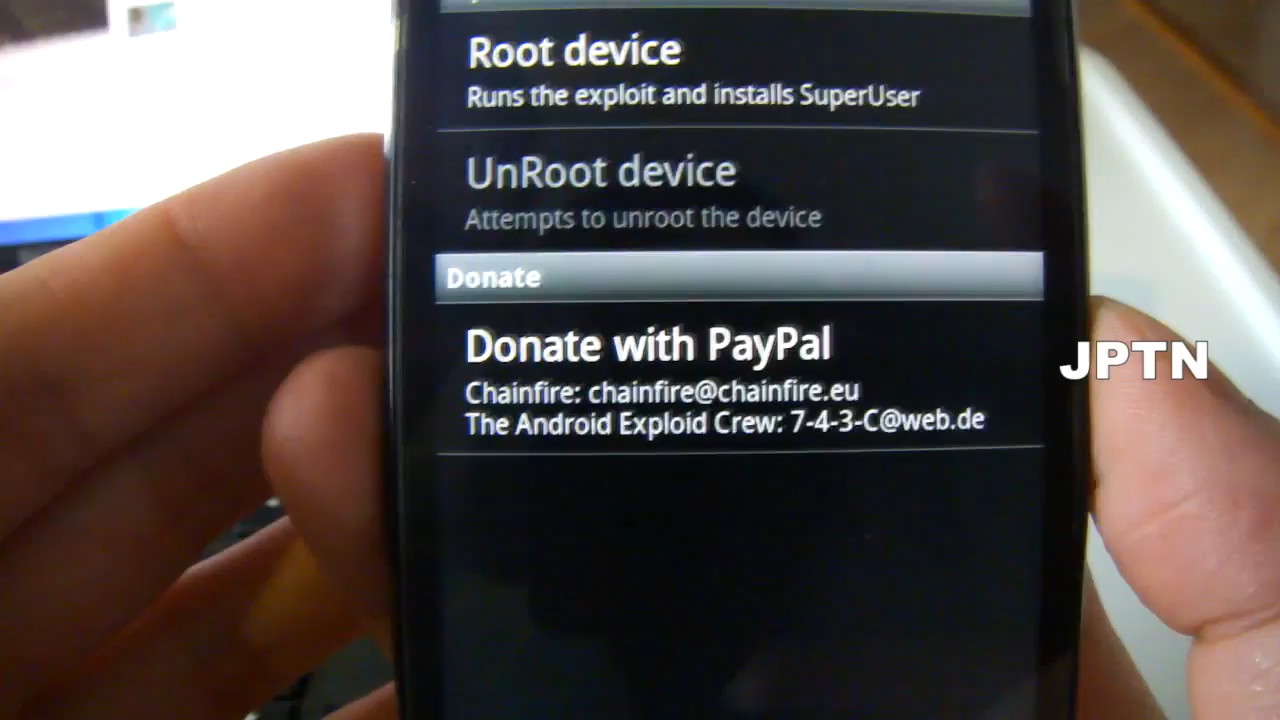 Root device
Runs the exploit and installs SuperUser
UnRoot device
Attempts to unroot the device
Donate
Donate with PayPal
Chainfire: chainfire@chainfire.eu
The Android Exploid Crew: 7-4-3-C@web.de
JPTN